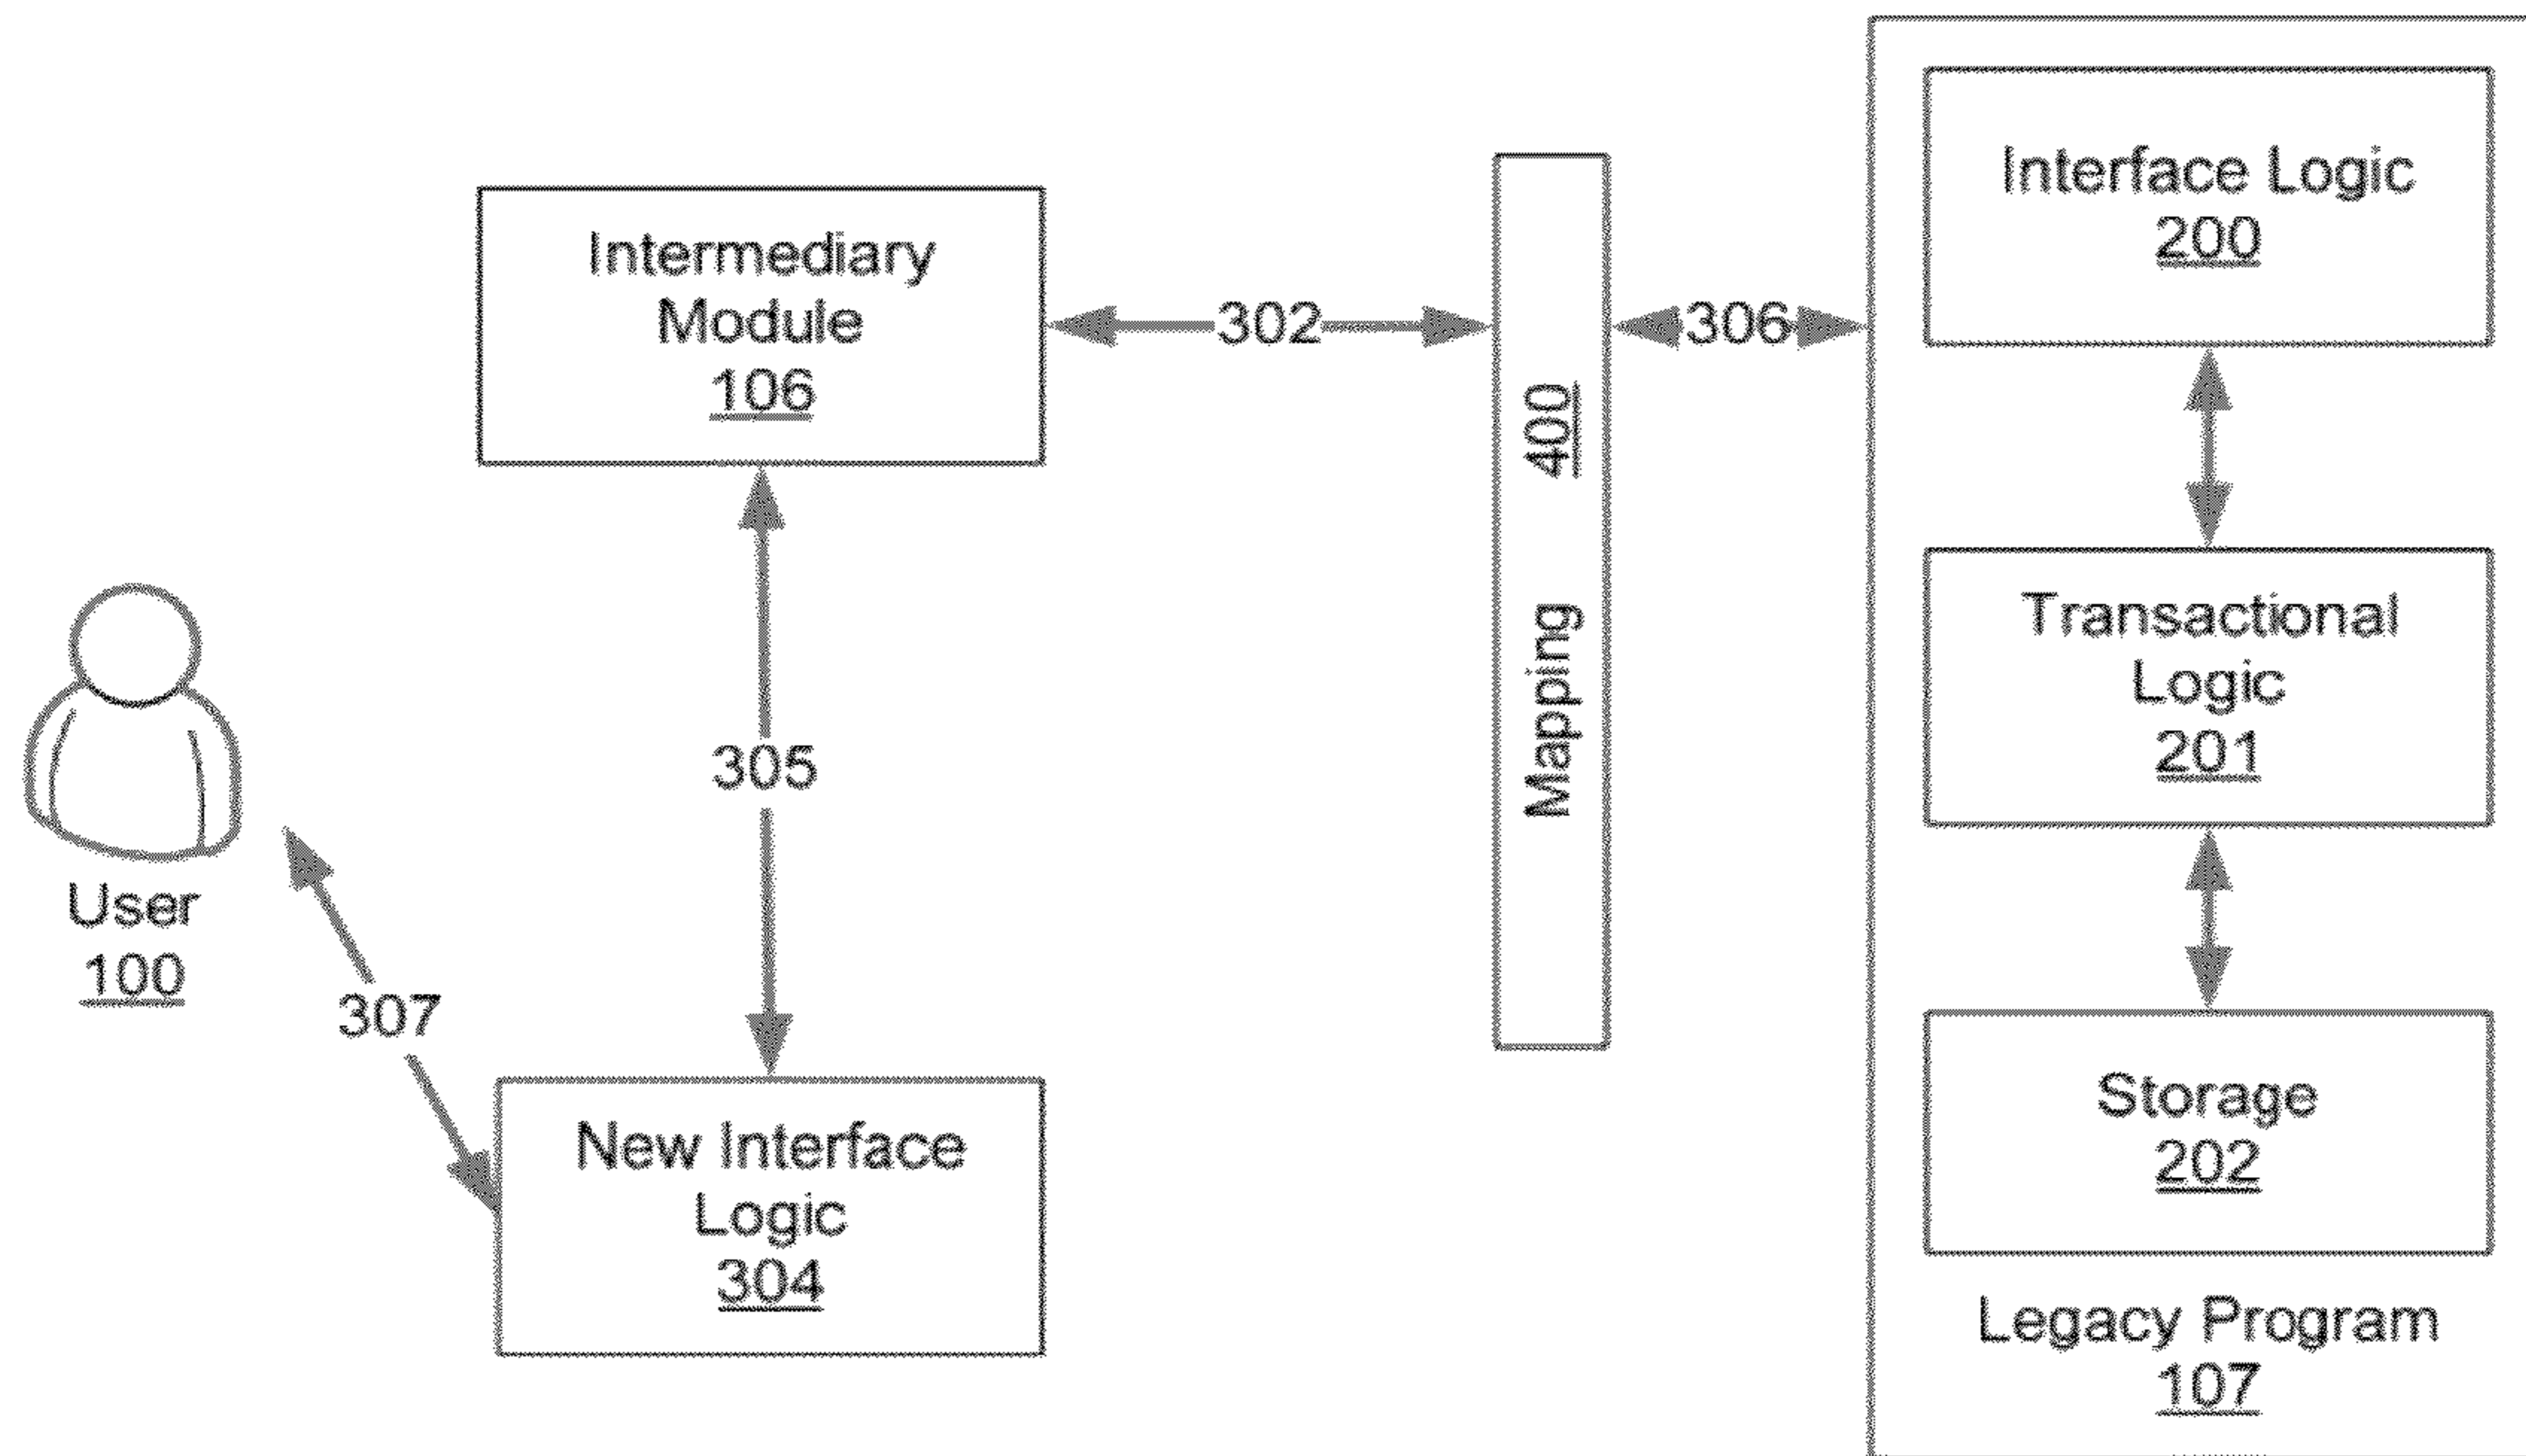 Intermediary
Module
106
302
306
Mapping 400
Interface Logic
200
Transactional
Logic
201
Storage
202
Legacy Program
107
305
User
100
307
New Interface
Logic
304